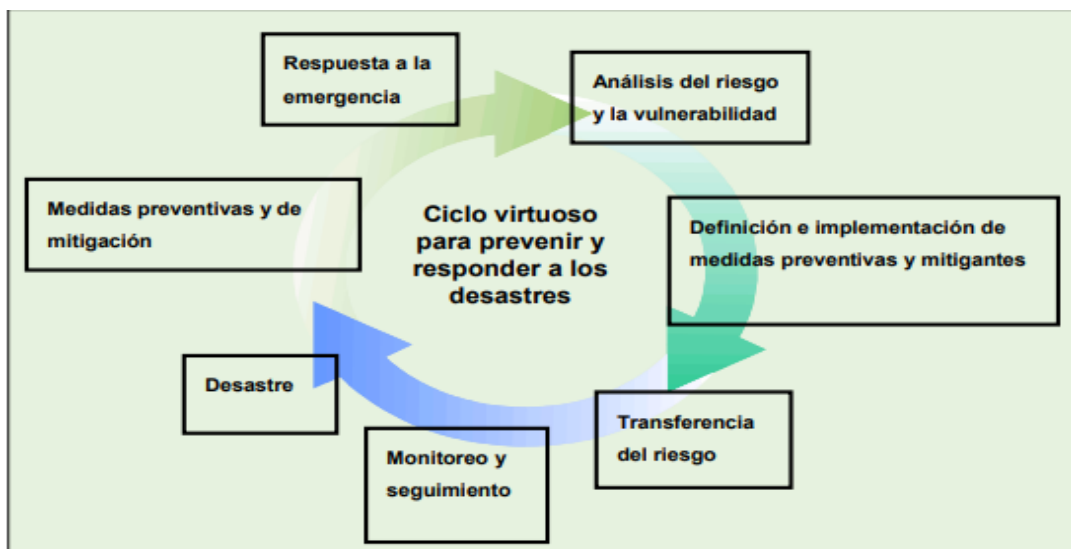 Respuesta a la
emergencia
Análisis del riesgo
y la vulnerabilidad
Medidas preventivas y de
mitigación
Ciclo virtuoso
para prevenir y
responder a los
desastres
Definición e implementación de
medidas preventivas y mitigantes
Desastre
Transferencia
del riesgo
Monitoreo y
seguimiento